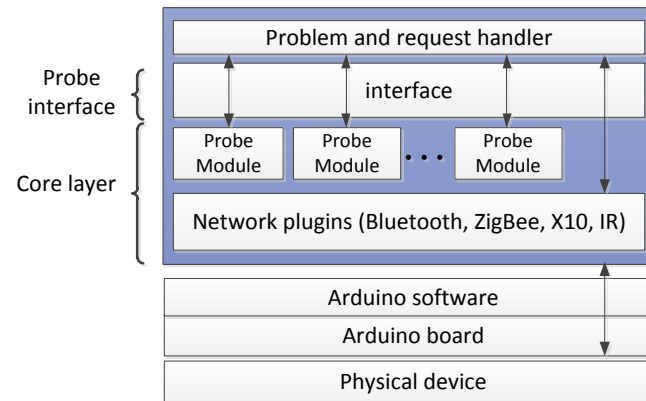 Problem and request handler
Probe
interface
interface
Core layer
Probe
Module
Probe
Module
...
Probe
Module
Network plugins (Bluetooth, ZigBee, X10, IR)
Arduino software
Arduino board
Physical device